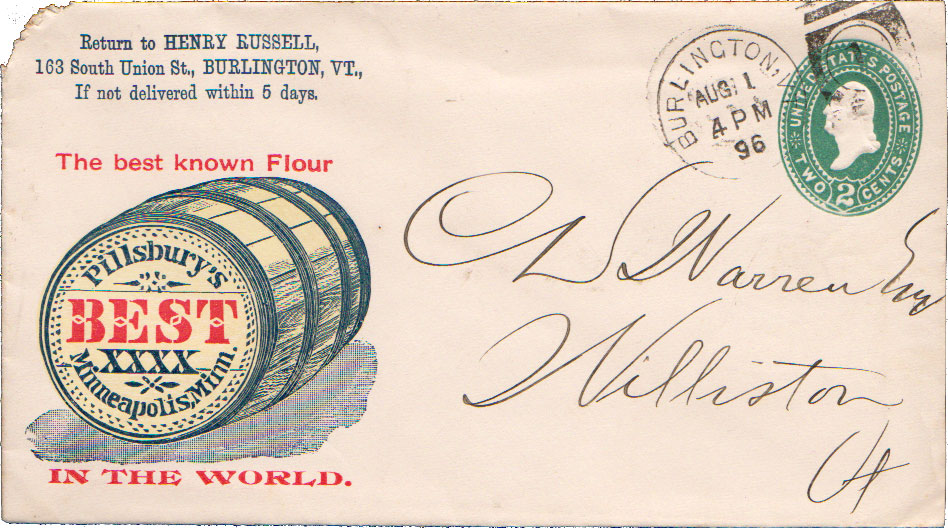 Return to HENRY RUSSELL,
163 South Union St., BURLINGTON, VT.,
If not delivered within 5 days.
The best known Flour
Pillsbury's
BEST
XXXX
Minneapolis, Minn.
IN THE WORLD.
BURLINGTON, V
AUG 1
4 PM
96
1
UNITED STATES POSTAGE
TWO 2 CENTS
Warren Esq
Williston
Vt